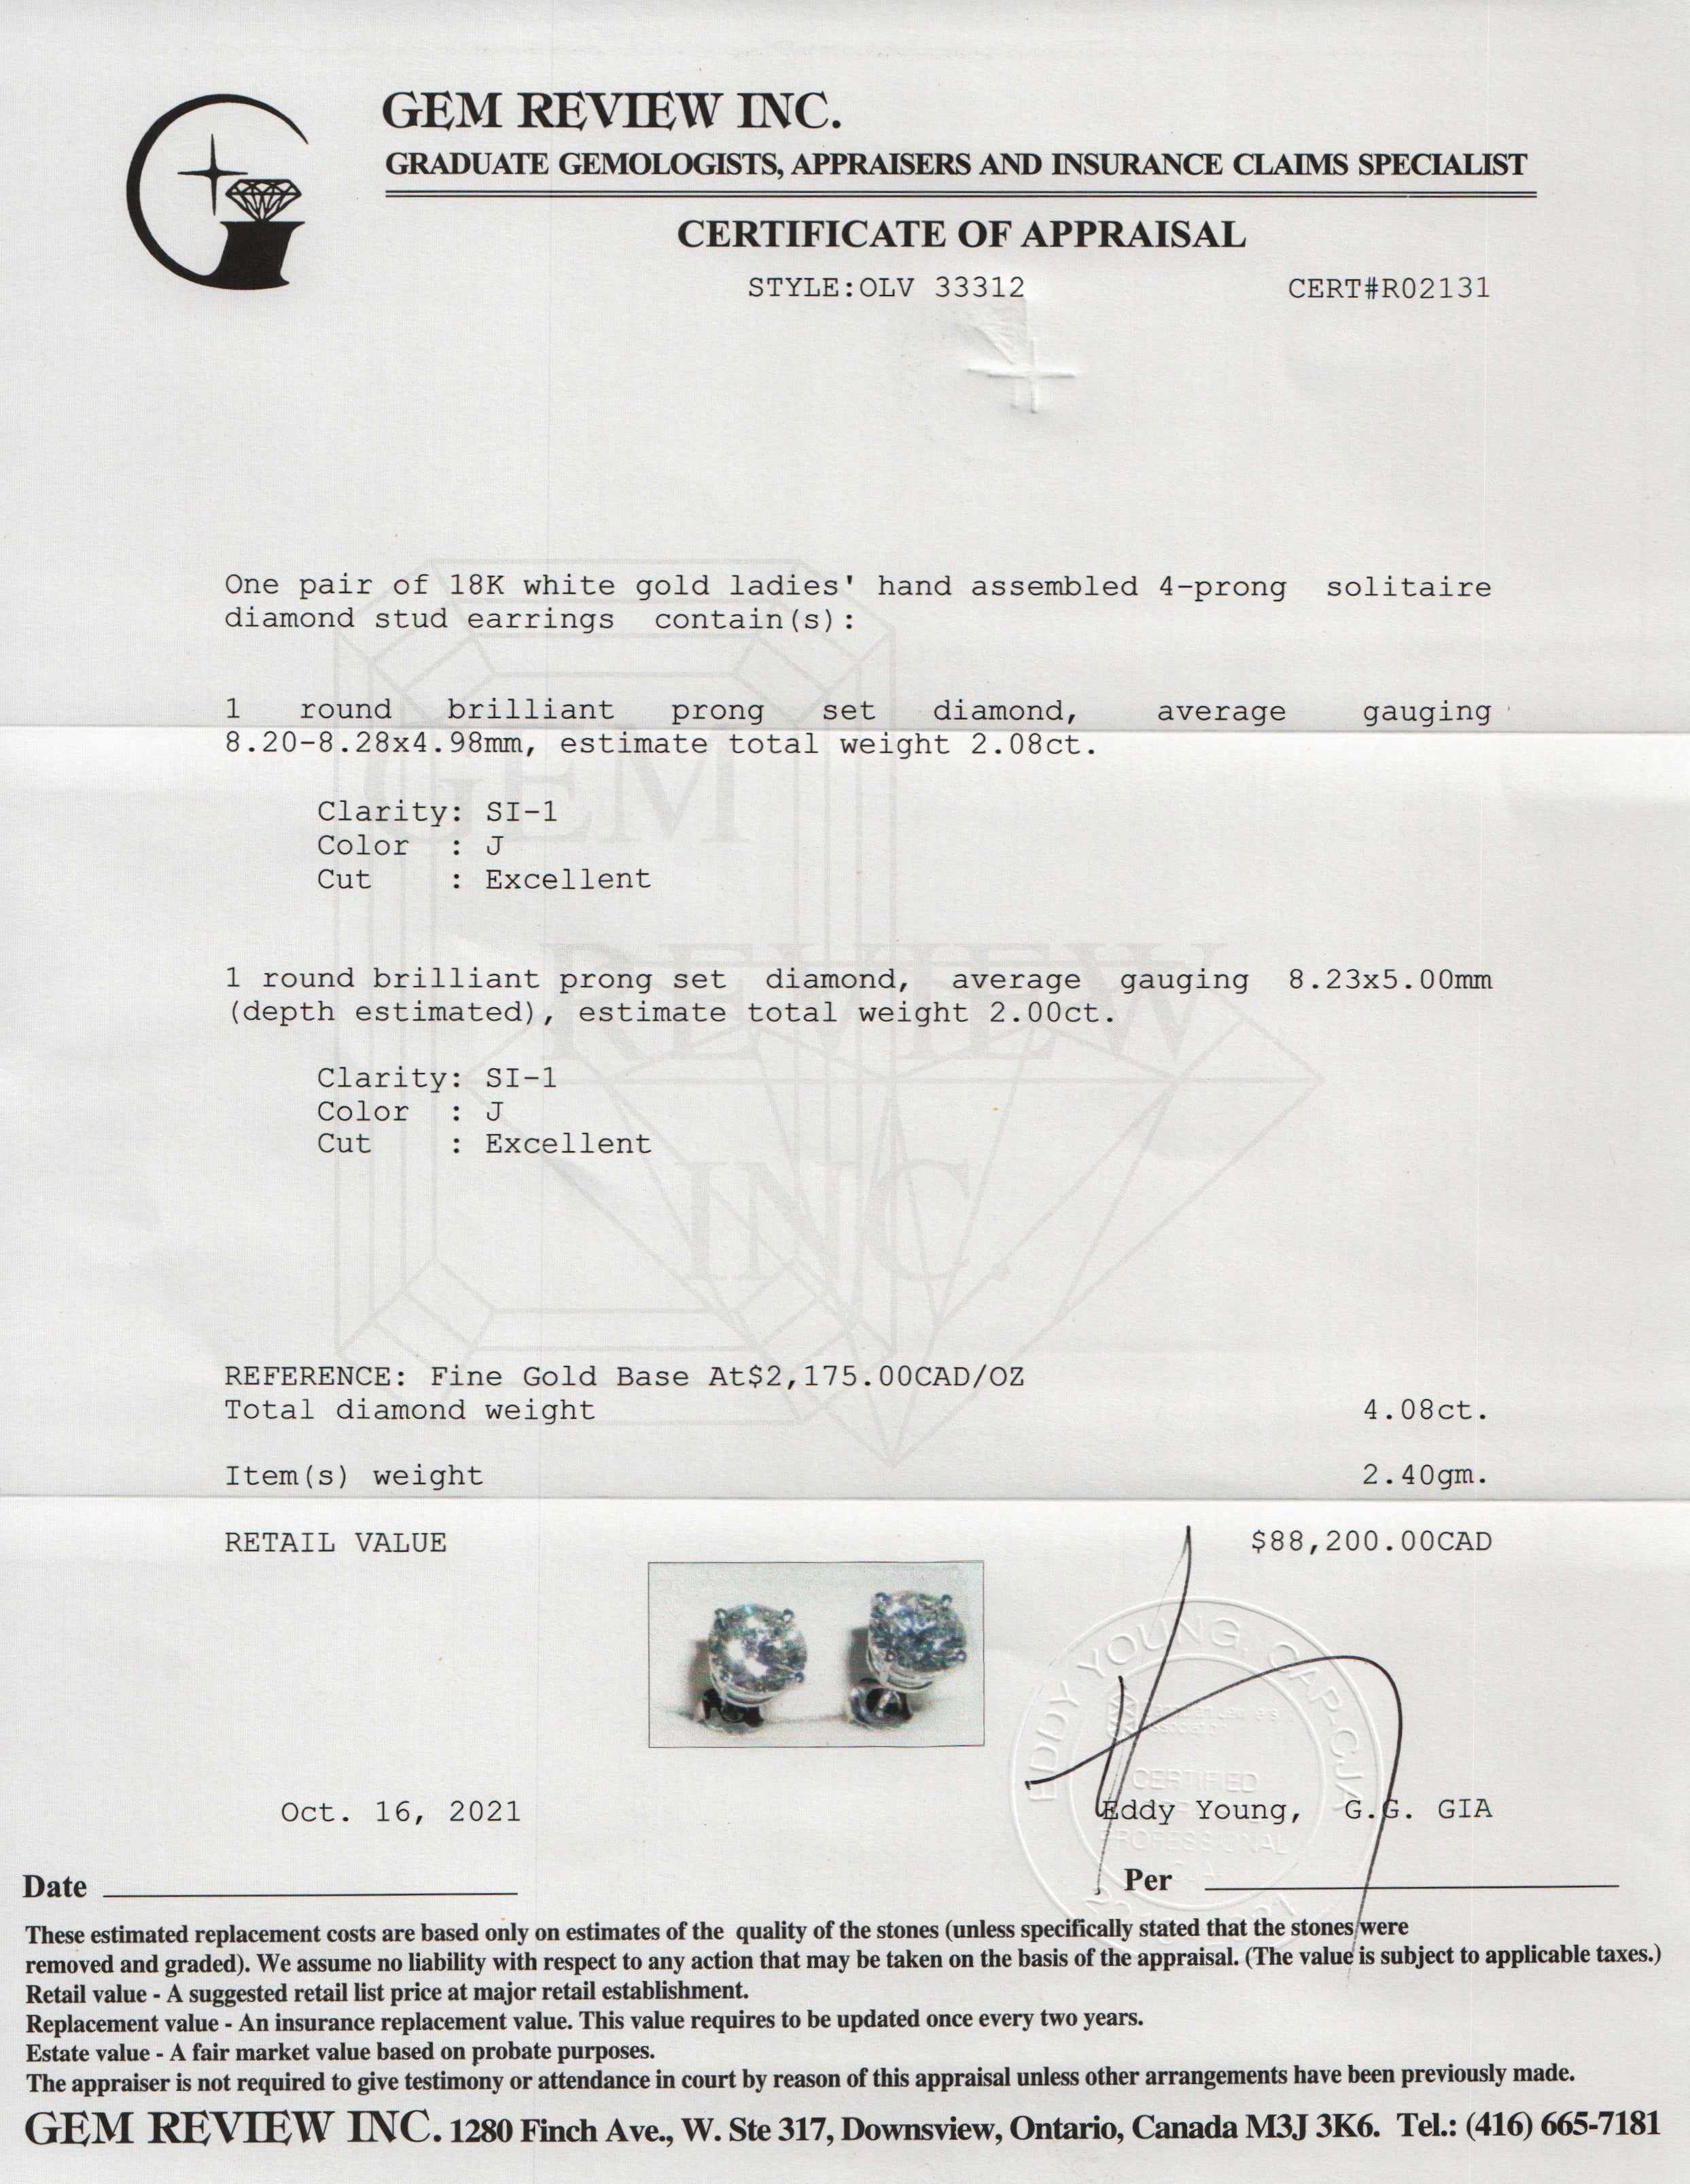 GEM REVIEW INC.
GRADUATE GEMOLOGISTS, APPRAISERS AND INSURANCE CLAIMS SPECIALIST
CERTIFICATE OF APPRAISAL
STYLE:OLV 33312 CERT#R02131
One pair of 18K white gold ladies' hand assembled 4-prong solitaire
diamond stud earrings contain(s):
1 round brilliant prong set diamond, average gauging
8.20-8.28x4.98mm, estimate total weight 2.08ct.
Clarity: SI-1
Color : J
Cut : Excellent
1 round brilliant prong set diamond, average gauging 8.23x5.00mm
(depth estimated), estimate total weight 2.00ct.
Clarity: SI-1
Color : J
Cut : Excellent
GEM
REVIEW
INC.
REFERENCE: Fine Gold Base At$2,175.00CAD/OZ
Total diamond weight 4.08ct.
Item(s) weight 2.40gm.
RETAIL VALUE $88,200.00CAD
EDDY YOUNG, CAP-CJA
CERTIFIED
PROFESSIONAL
Oct. 16, 2021 Eddy Young, G.G. GIA
Date Per
These estimated replacement costs are based only on estimates of the quality of the stones (unless specifically stated that the stones were
removed and graded). We assume no liability with respect to any action that may be taken on the basis of the appraisal. (The value is subject to applicable taxes.)
Retail value - A suggested retail list price at major retail establishment.
Replacement value - An insurance replacement value. This value requires to be updated once every two years.
Estate value - A fair market value based on probate purposes.
The appraiser is not required to give testimony or attendance in court by reason of this appraisal unless other arrangements have been previously made.
GEM REVIEW INC. 1280 Finch Ave., W. Ste 317, Downsview, Ontario, Canada M3J 3K6. Tel.: (416) 665-7181